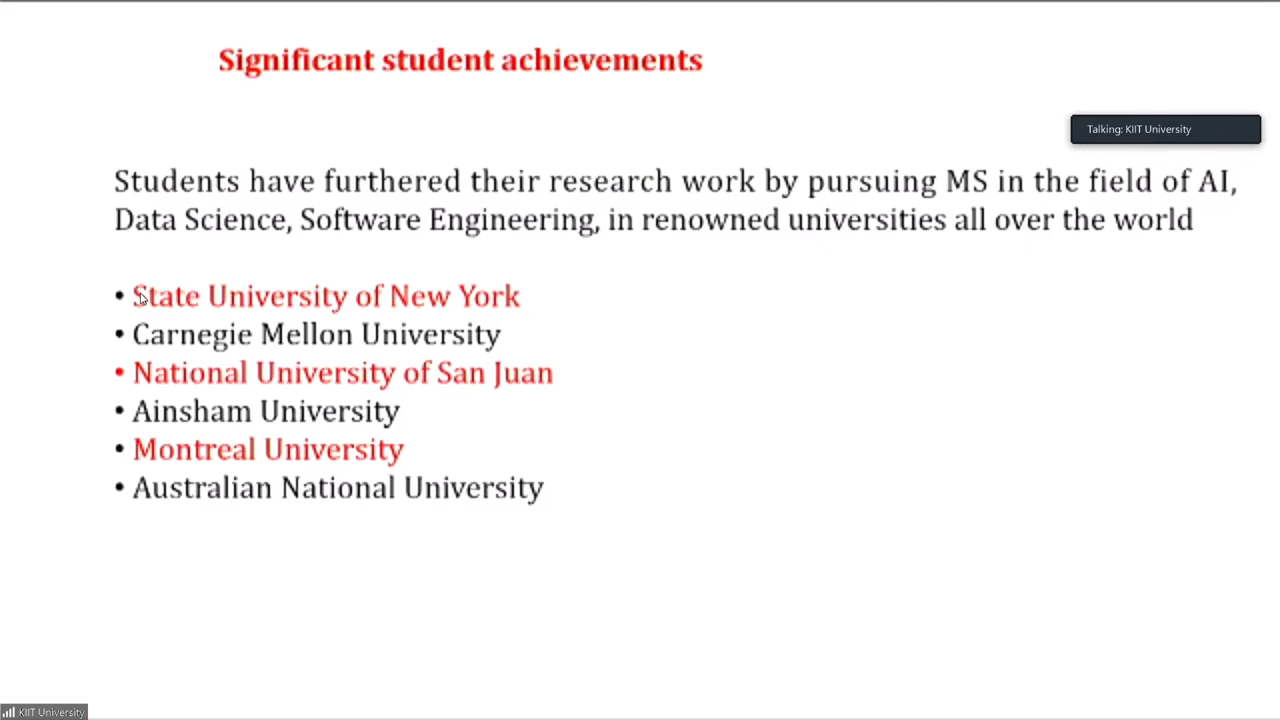 Significant student achievements
Talking: KIIT University
Students have furthered their research work by pursuing MS in the field of AI,
Data Science, Software Engineering, in renowned universities all over the world
• State University of New York
• Carnegie Mellon University
• National University of San Juan
• Ainsham University
• Montreal University
• Australian National University
KIIT University